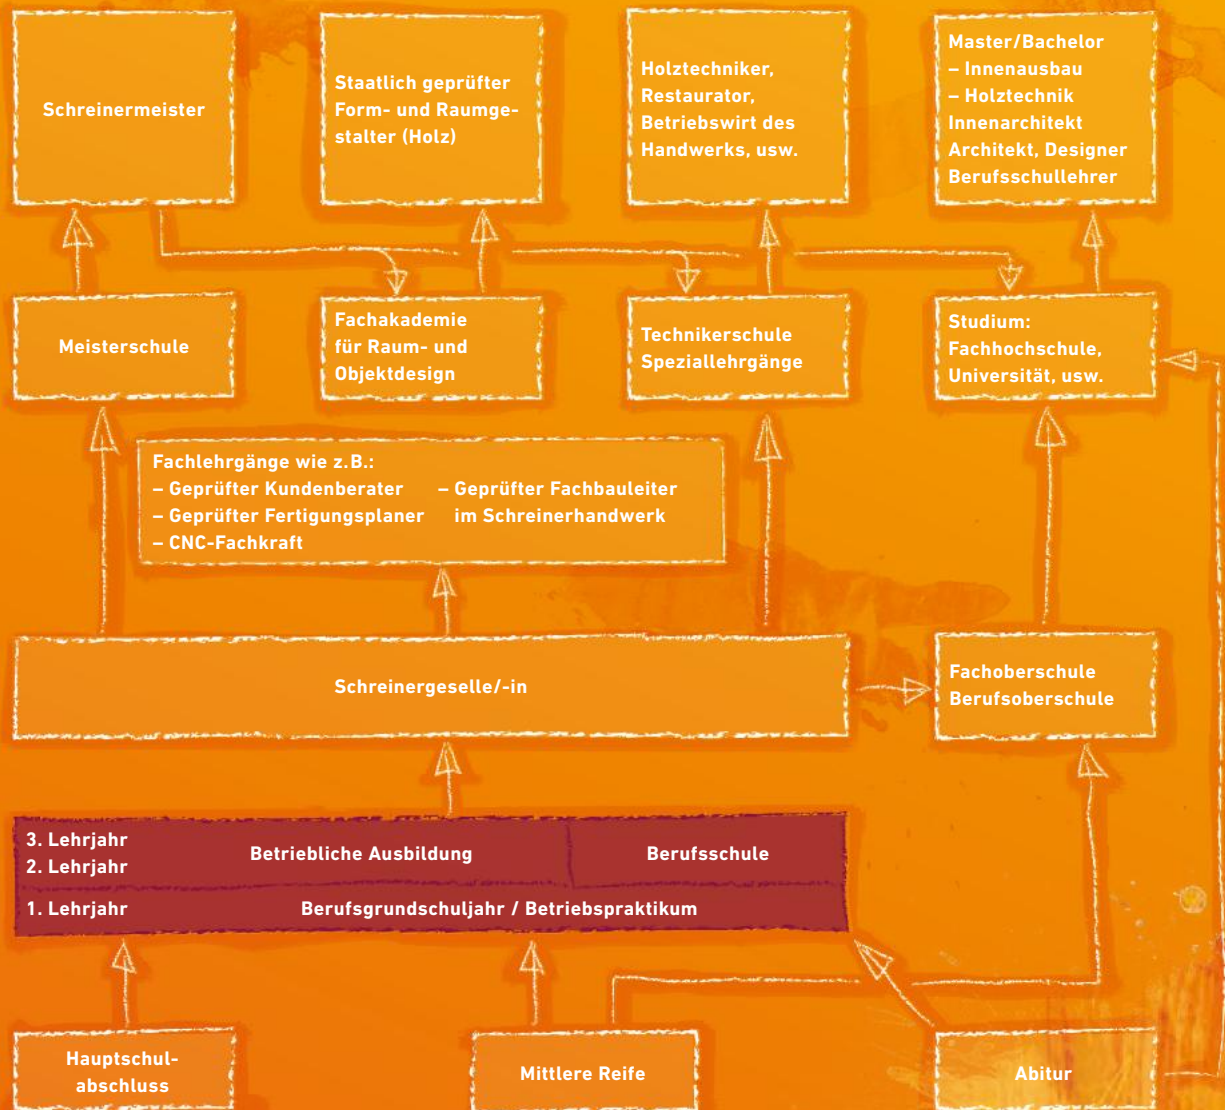 Schreinermeister
Staatlich geprüfter
Form- und Raumge-
stalter (Holz)
Holztechniker,
Restaurator,
Betriebswirt des
Handwerks, usw.
Master/Bachelor
– Innenausbau
– Holztechnik
Innenarchitekt
Architekt, Designer
Berufsschullehrer
Meisterschule
Fachakademie
für Raum- und
Objektdesign
Technikerschule
Speziallehrgänge
Studium:
Fachhochschule,
Universität, usw.
Fachlehrgänge wie z.B.:
– Geprüfter Kundenberater
– Geprüfter Fertigungsplaner
– CNC-Fachkraft
– Geprüfter Fachbauleiter
im Schreinerhandwerk
Schreinergeselle/-in
Fachoberschule
Berufsoberschule
3. Lehrjahr
2. Lehrjahr
Betriebliche Ausbildung
Berufsschule
1. Lehrjahr
Berufsgrundschuljahr / Betriebspraktikum
Hauptschul-
abschluss
Mittlere Reife
Abitur